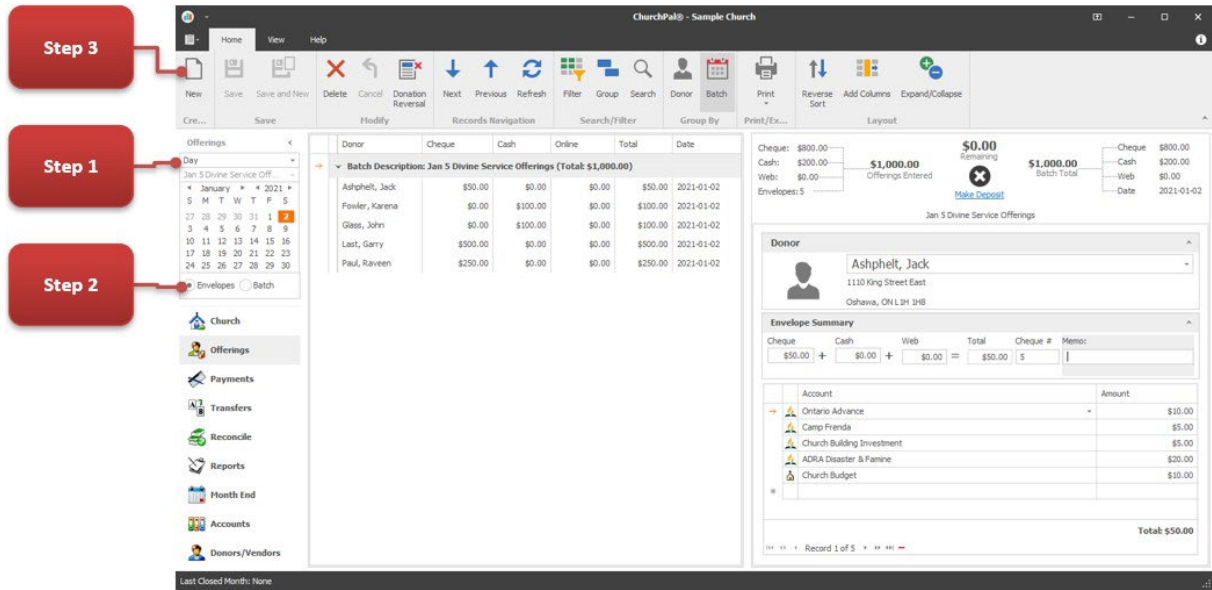 ChurchPal® - Sample Church
Home View Help
Step 3
New Save Save and New Delete Cancel Donation Reversal Next Previous Refresh Filter Group Search Donor Batch Print Reverse Sort Add Columns Expand/Collapse
Cre... Save Modify Records Navigation Search/Filter Group By Print/Ex... Layout
Step 1
Offerings
Day
Jan 5 Divine Service Off...
January 2021
S M T W T F S
27 28 29 30 31 1 2
3 4 5 6 7 8 9
10 11 12 13 14 15 16
17 18 19 20 21 22 23
24 25 26 27 28 29 30
Step 2
Envelopes Batch
Church
Offerings
Payments
Transfers
Reconcile
Reports
Month End
Accounts
Donors/Vendors
Donor Cheque Cash Online Total Date
Batch Description: Jan 5 Divine Service Offerings (Total: $1,000.00)
Ashphelt, Jack $50.00 $0.00 $0.00 $50.00 2021-01-02
Fowler, Karena $0.00 $100.00 $0.00 $100.00 2021-01-02
Glass, John $0.00 $100.00 $0.00 $100.00 2021-01-02
Last, Garry $500.00 $0.00 $0.00 $500.00 2021-01-02
Paul, Raveen $250.00 $0.00 $0.00 $250.00 2021-01-02
Cheque: $800.00
Cash: $200.00
Web: $0.00
Envelopes: 5
$1,000.00
Offerings Entered
$0.00
Remaining
Make Deposit
$1,000.00
Batch Total
Cheque $800.00
Cash $200.00
Web $0.00
Date 2021-01-02
Jan 5 Divine Service Offerings
Donor
Ashphelt, Jack
1110 King Street East
Oshawa, ON L1H 1H8
Envelope Summary
Cheque Cash Web Total Cheque # Memo:
$50.00 + $0.00 + $0.00 = $50.00 5
Account Amount
Ontario Advance $10.00
Camp Frenda $5.00
Church Building Investment $5.00
ADRA Disaster & Famine $20.00
Church Budget $10.00
Total: $50.00
Record 1 of 5
Last Closed Month: None